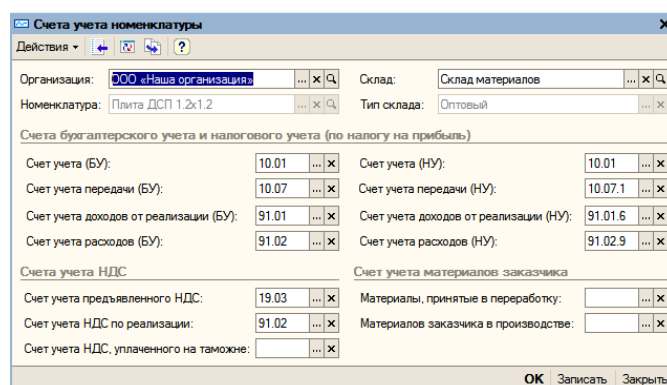 Счета учета номенклатуры
Действия
Организация: ООО «Наша организация» Склад: Склад материалов
Номенклатура: Плита ДСП 1.2х1.2 Тип склада: Оптовый
Счета бухгалтерского учета и налогового учета (по налогу на прибыль)
Счет учета (БУ): 10.01 Счет учета (НУ): 10.01
Счет учета передачи (БУ): 10.07 Счет учета передачи (НУ): 10.07.1
Счет учета доходов от реализации (БУ): 91.01 Счет учета доходов от реализации (НУ): 91.01.6
Счет учета расходов (БУ): 91.02 Счет учета расходов (НУ): 91.02.9
Счета учета НДС Счет учета материалов заказчика
Счет учета предъявленного НДС: 19.03 Материалы, принятые в переработку:
Счет учета НДС по реализации: 91.02 Материалов заказчика в производстве:
Счет учета НДС, уплаченного на таможне:
OK Записать Закрыть